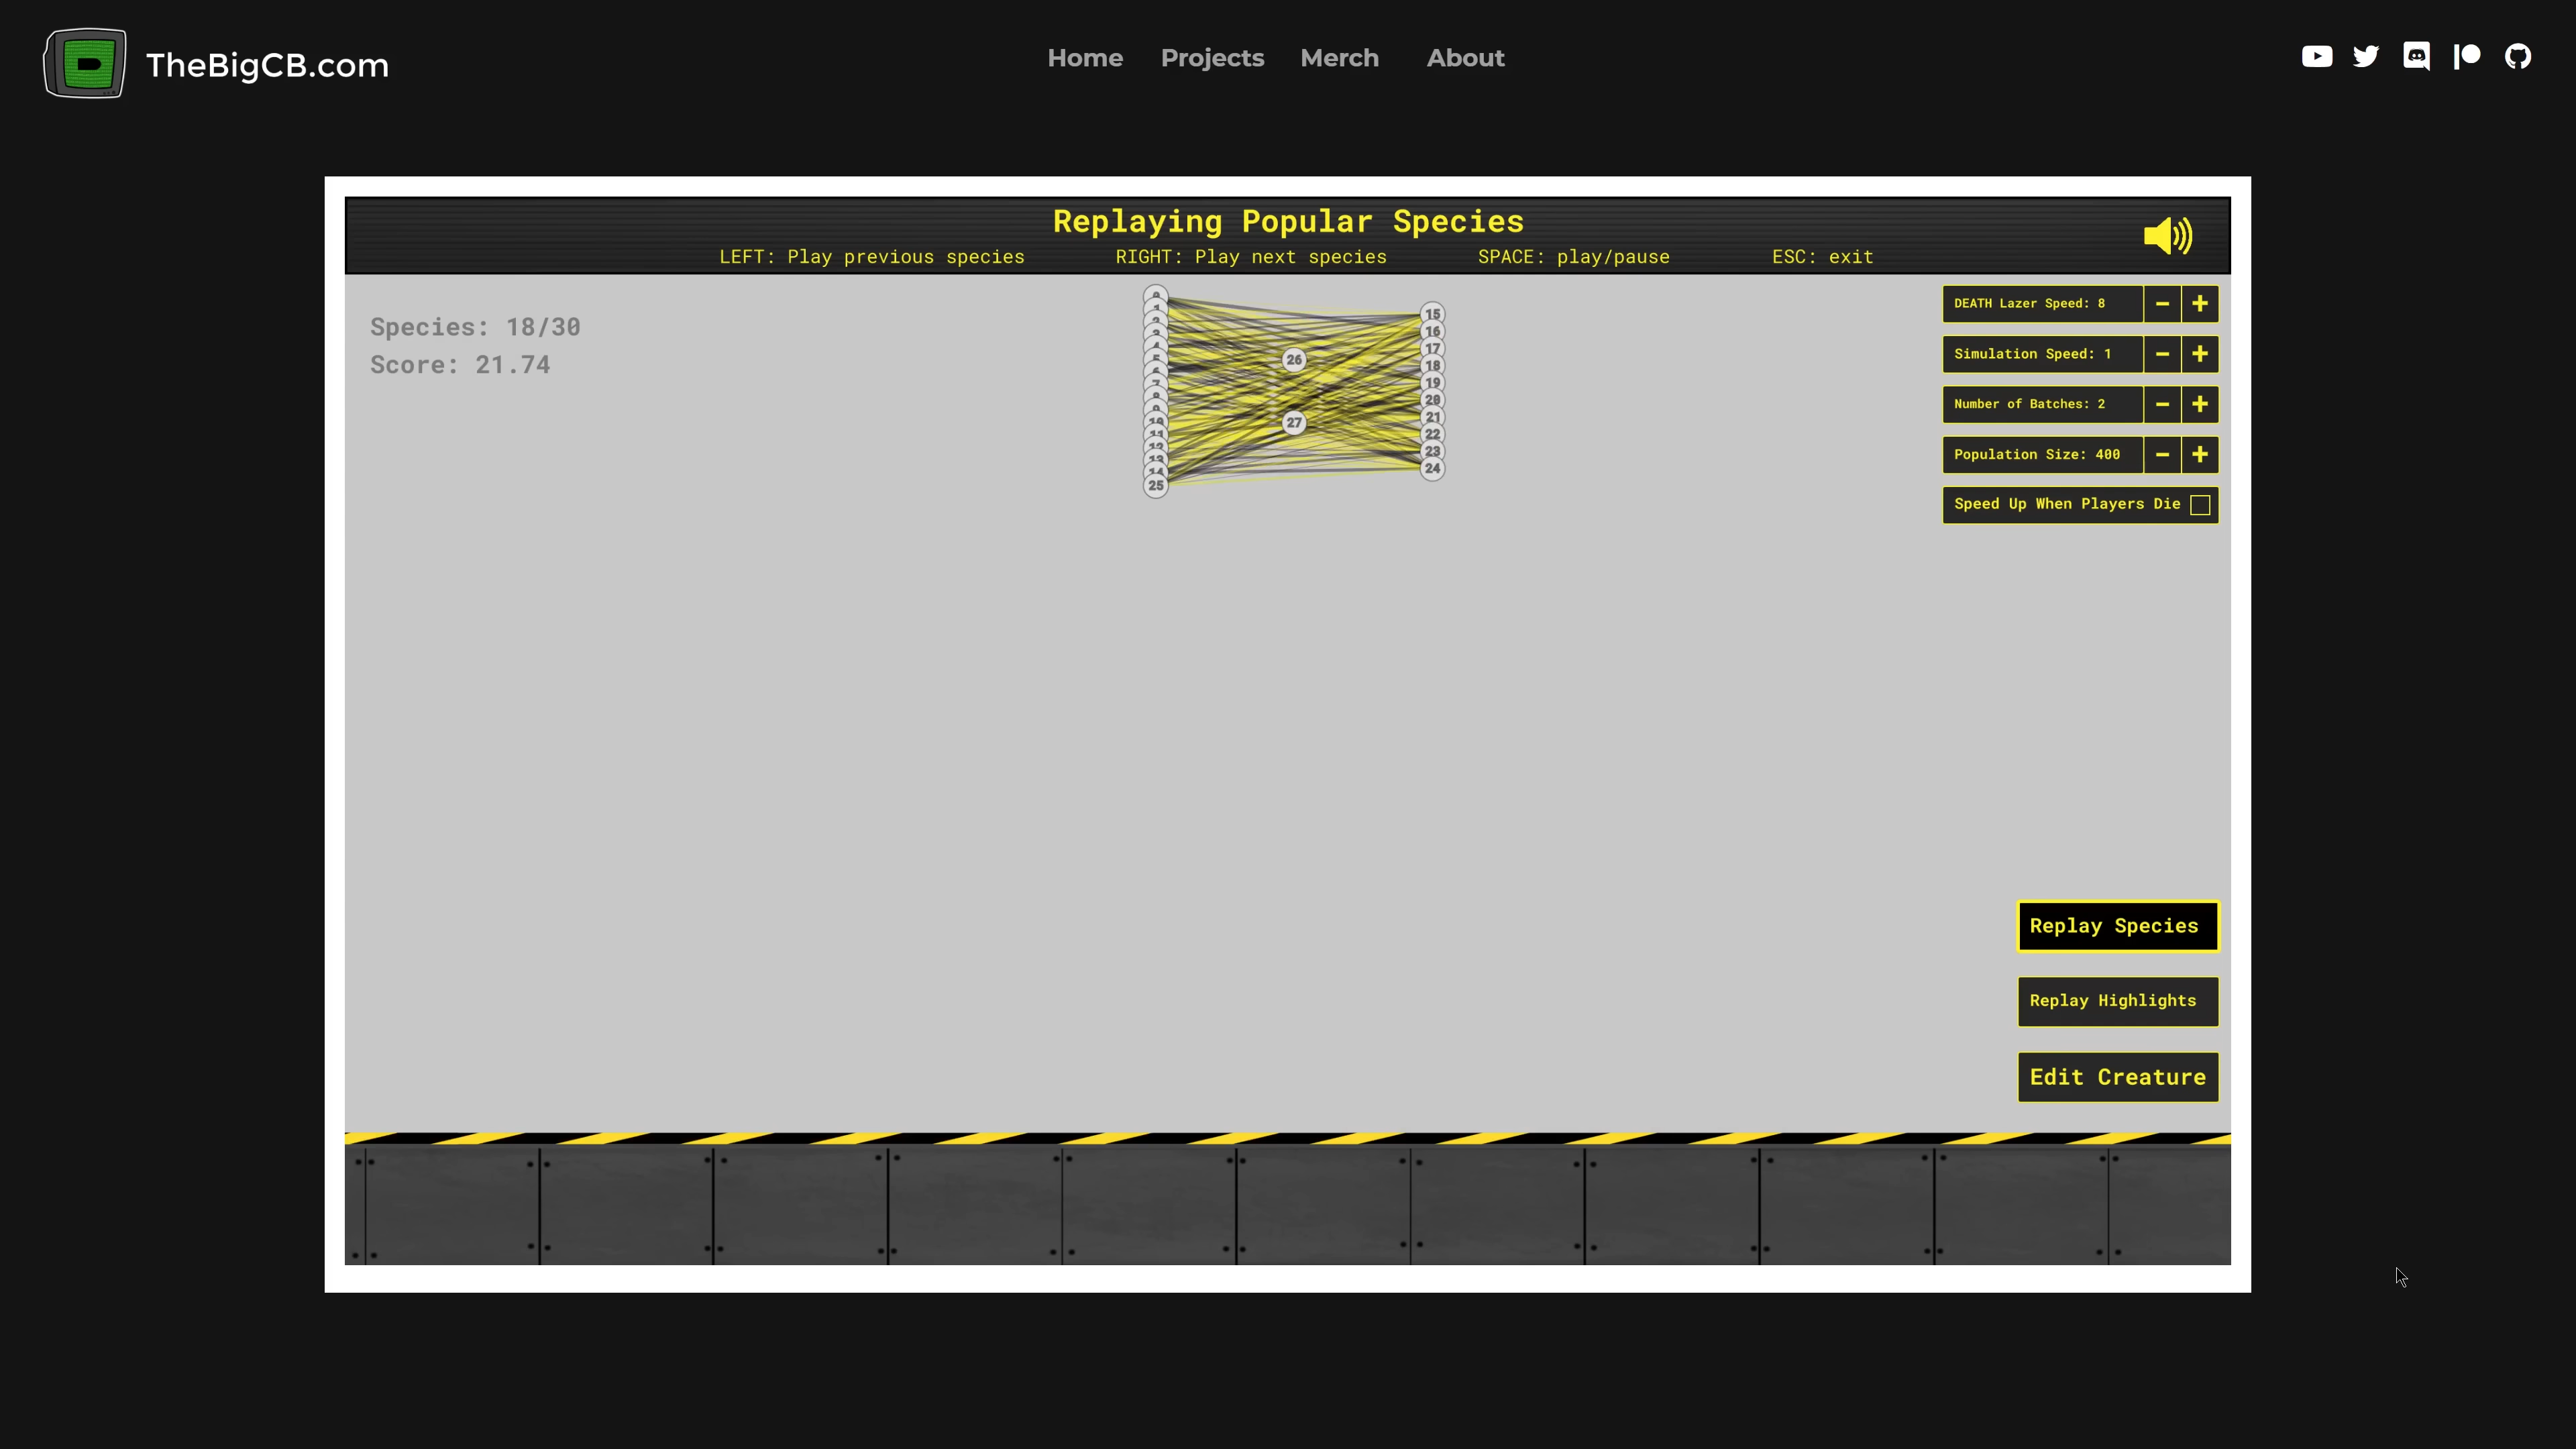 TheBigCB.com
Home Projects Merch About
Replaying Popular Species
LEFT: Play previous species RIGHT: Play next species SPACE: play/pause ESC: exit
Species: 18/30
Score: 21.74
DEATH Lazer Speed: 8 - +
Simulation Speed: 1 - +
Number of Batches: 2 - +
Population Size: 400 - +
Speed Up When Players Die
25
26
27
15
16
17
18
19
20
21
22
23
24
Replay Species
Replay Highlights
Edit Creature